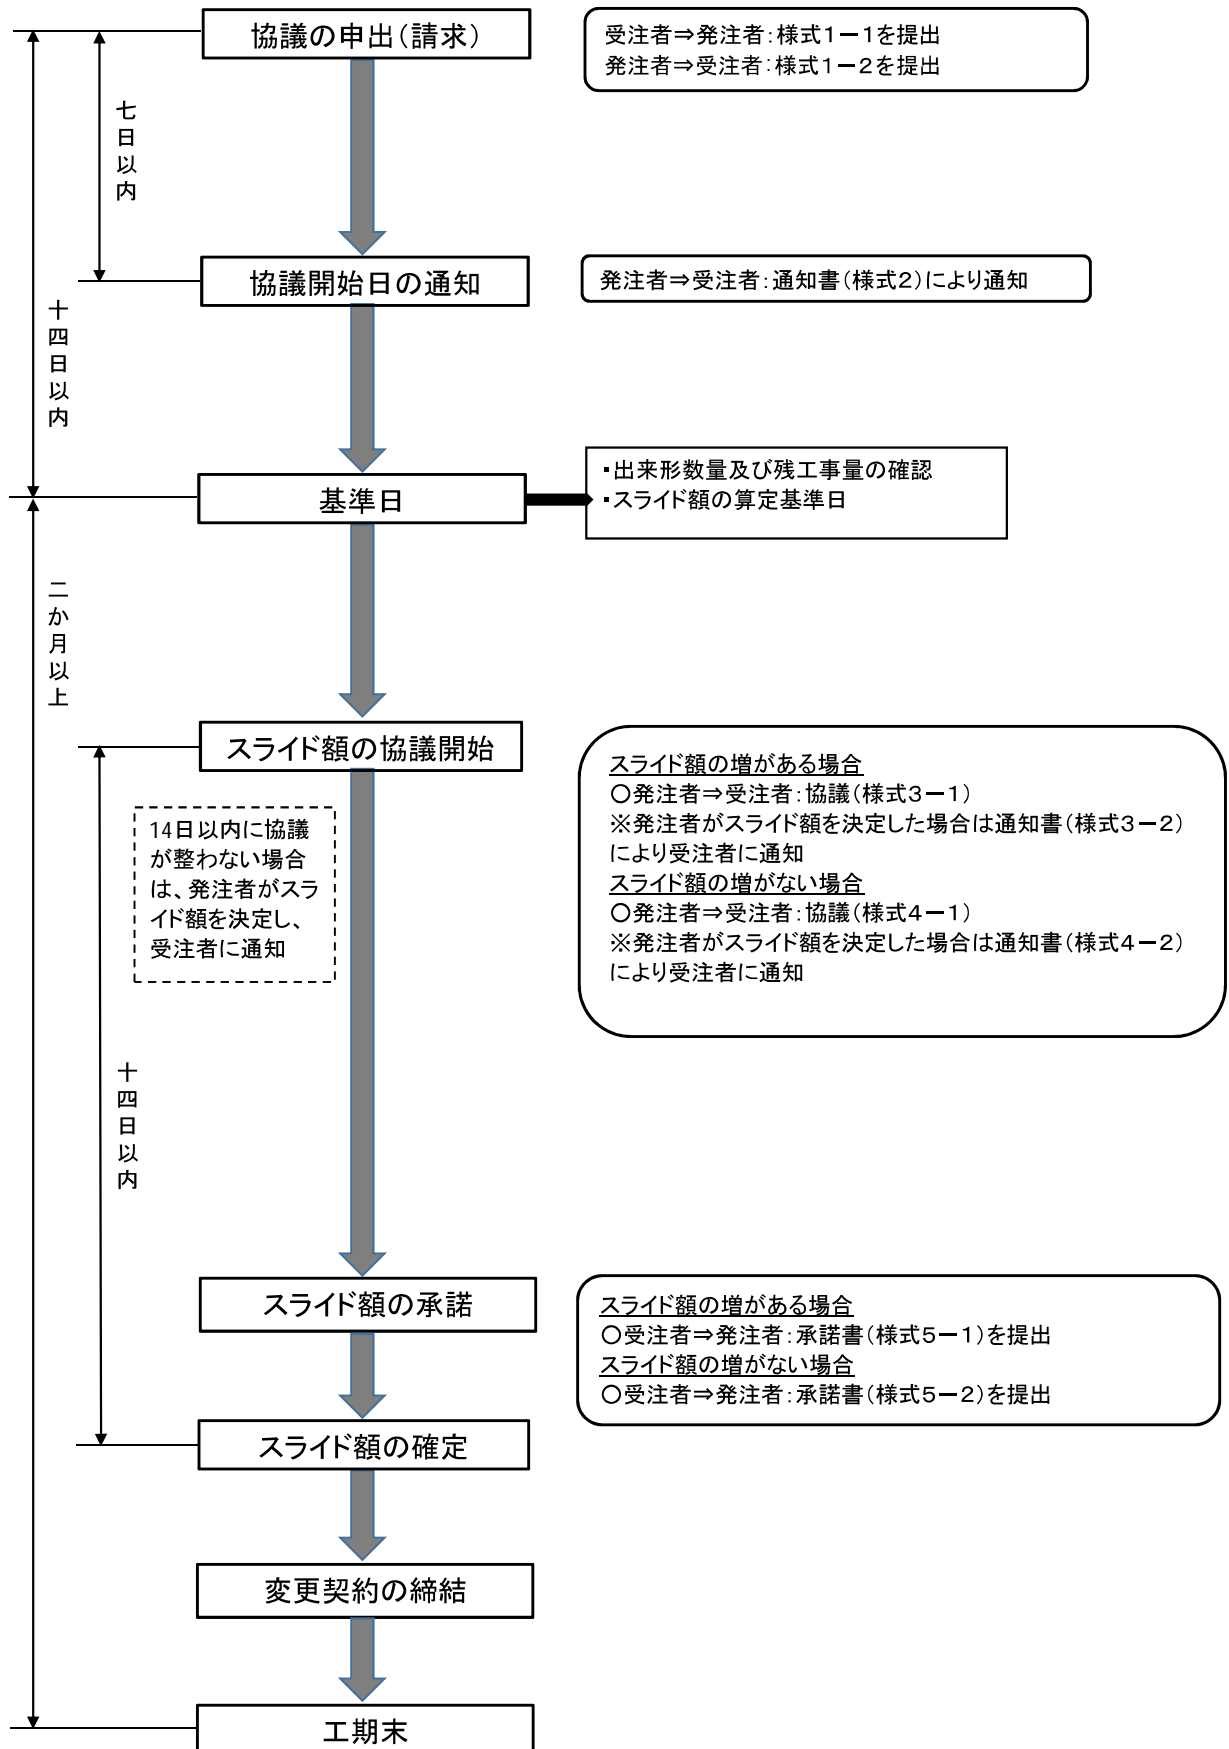 協議の申出（請求）
受注者⇒発注者：様式１－１を提出
発注者⇒受注者：様式１－２を提出
七日以内
協議開始日の通知
発注者⇒受注者：通知書（様式２）により通知
十四日以内
基準日
・出来形数量及び残工事量の確認
・スライド額の算定基準日
二か月以上
スライド額の協議開始
14日以内に協議
が整わない場合
は、発注者がスラ
イド額を決定し、
受注者に通知
スライド額の増がある場合
○発注者⇒受注者：協議（様式３－１）
※発注者がスライド額を決定した場合は通知書（様式３－２）
により受注者に通知
スライド額の増がない場合
○発注者⇒受注者：協議（様式４－１）
※発注者がスライド額を決定した場合は通知書（様式４－２）
により受注者に通知
十四日以内
スライド額の承諾
スライド額の増がある場合
○受注者⇒発注者：承諾書（様式５－１）を提出
スライド額の増がない場合
○受注者⇒発注者：承諾書（様式５－２）を提出
スライド額の確定
変更契約の締結
工期末